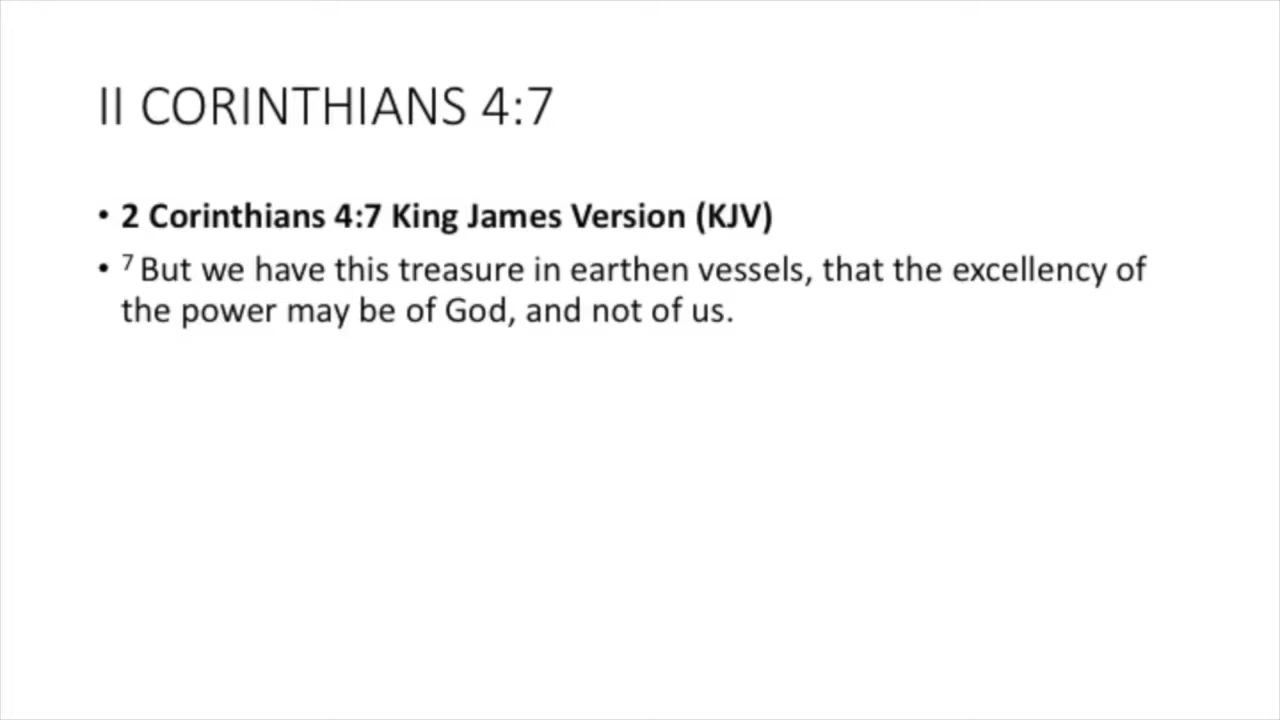 II CORINTHIANS 4:7
• 2 Corinthians 4:7 King James Version (KJV)
• 7 But we have this treasure in earthen vessels, that the excellency of
the power may be of God, and not of us.